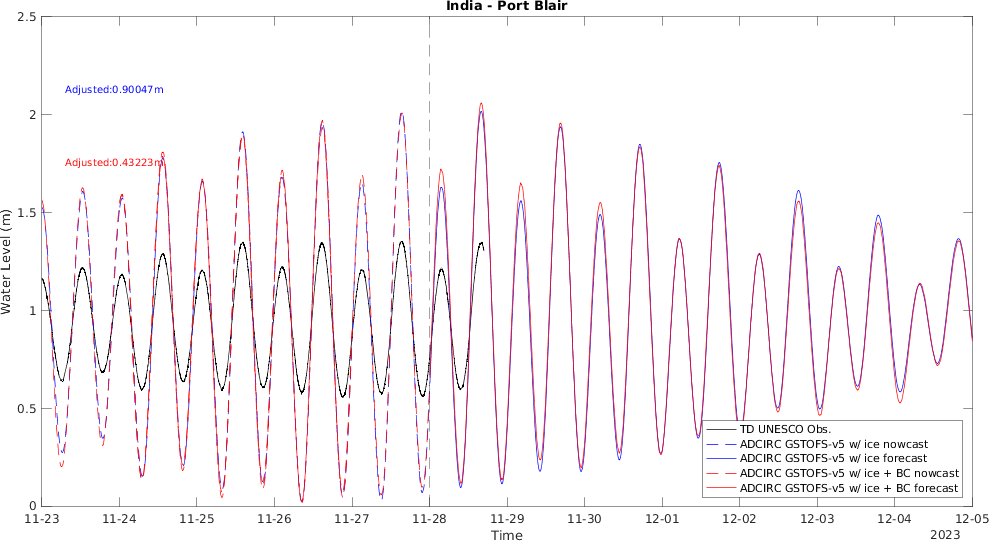 India - Port Blair
2.5
2
1.5
1
0.5
0
Water Level (m)
Adjusted:0.90047m
Adjusted:0.43223m
TD UNESCO Obs.
ADCIRC GSTOFS-v5 w/ ice nowcast
ADCIRC GSTOFS-v5 w/ ice forecast
ADCIRC GSTOFS-v5 w/ ice + BC nowcast
ADCIRC GSTOFS-v5 w/ ice + BC forecast
11-23 11-24 11-25 11-26 11-27 11-28 11-29 11-30 12-01 12-02 12-03 12-04 12-05
Time
2023